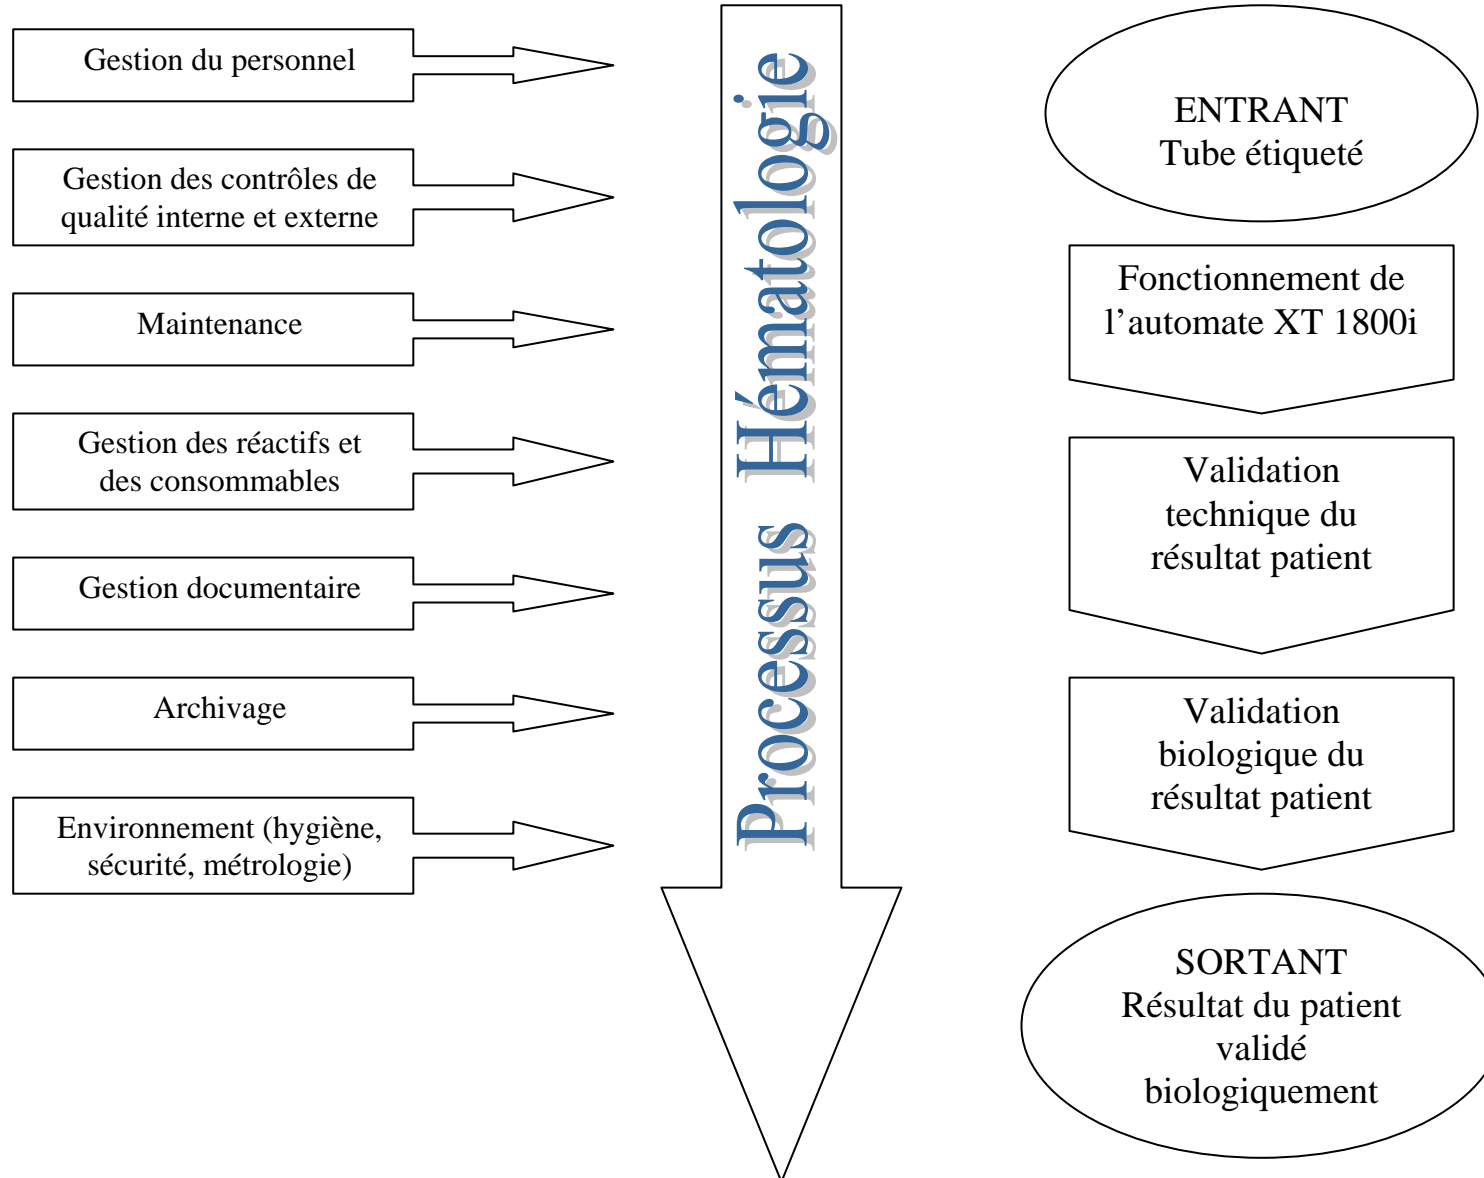 Gestion du personnel
Gestion des contrôles de
qualité interne et externe
Maintenance
Gestion des réactifs et
des consommables
Gestion documentaire
Archivage
Environnement (hygiène,
sécurité, métrologie)
Processus Hématologie
ENTRANT
Tube étiqueté
Fonctionnement de
l’automate XT 1800i
Validation
technique du
résultat patient
Validation
biologique du
résultat patient
SORTANT
Résultat du patient
validé
biologiquement